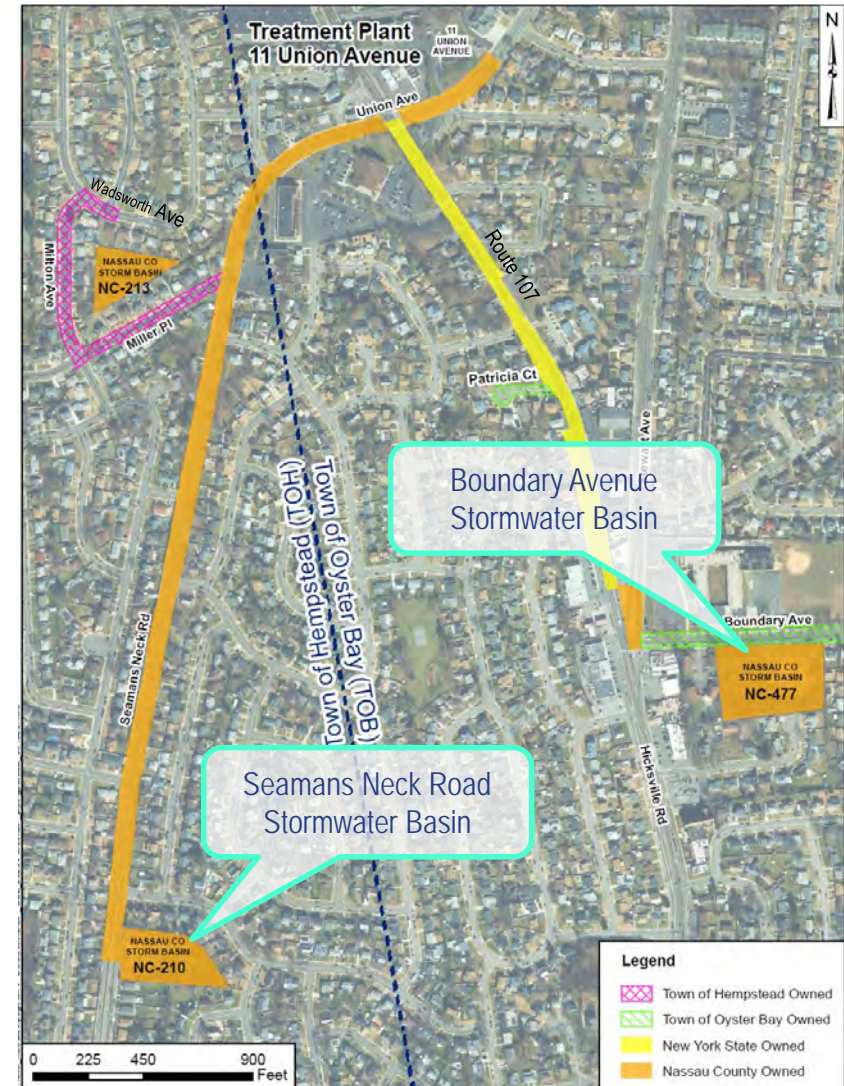 Treatment Plant
11 Union Avenue
11
UNION
AVENUE
N
Union Ave
Wadsworth Ave
NASSAU CO
STORM BASIN
NC-213
Milton Ave
Miller Pl
Route 107
Patricia Ct
ewart Ave
Boundary Avenue
Stormwater Basin
Town of Hempstead (TOH)
Town of Oyster Bay (TOB)
Boundary Ave
NASSAU CO
STORM BASIN
NC-477
Seamans Neck Rd
Hicksville Rd
Seamans Neck Road
Stormwater Basin
NASSAU CO
STORM BASIN
NC-210
Legend
Town of Hempstead Owned
Town of Oyster Bay Owned
New York State Owned
Nassau County Owned
0 225 450 900
Feet